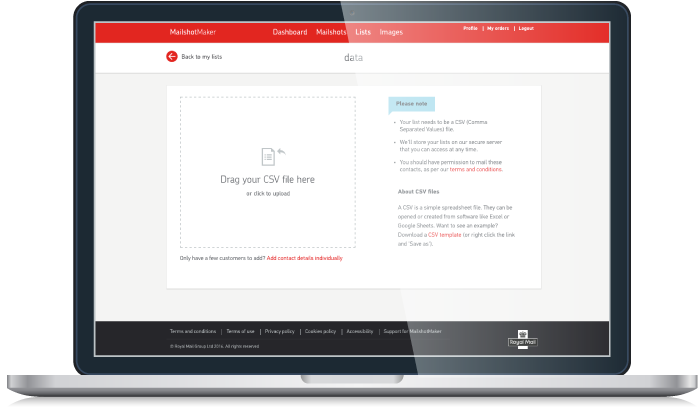 MailshotMaker
Dashboard Mailshots Lists Images
Profile | My orders | Logout
Back to my lists
data
Drag your CSV file here
or click to upload
Only have a few customers to add? Add contact details individually
Please note
• Your list needs to be a CSV (Comma
Separated Values) file.
• We'll store your lists on our secure server
that you can access at any time.
• You should have permission to mail these
contacts, as per our terms and conditions.
About CSV files
A CSV is a simple spreadsheet file. They can be
opened or created from software like Excel or
Google Sheets. Want to see an example?
Download a CSV template (or right click the link
and 'Save as').
Terms and conditions | Terms of use | Privacy policy | Cookies policy | Accessibility | Support for MailshotMaker
© Royal Mail Group Ltd 2016. All rights reserved
Royal Mail